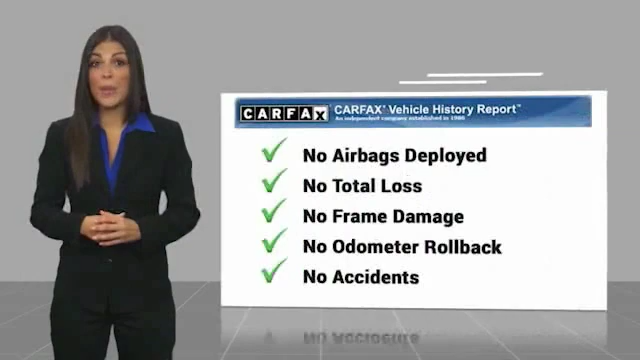 CARFAX CARFAX Vehicle History Report™
An independent company established in 1986
No Airbags Deployed
No Total Loss
No Frame Damage
No Odometer Rollback
No Accidents